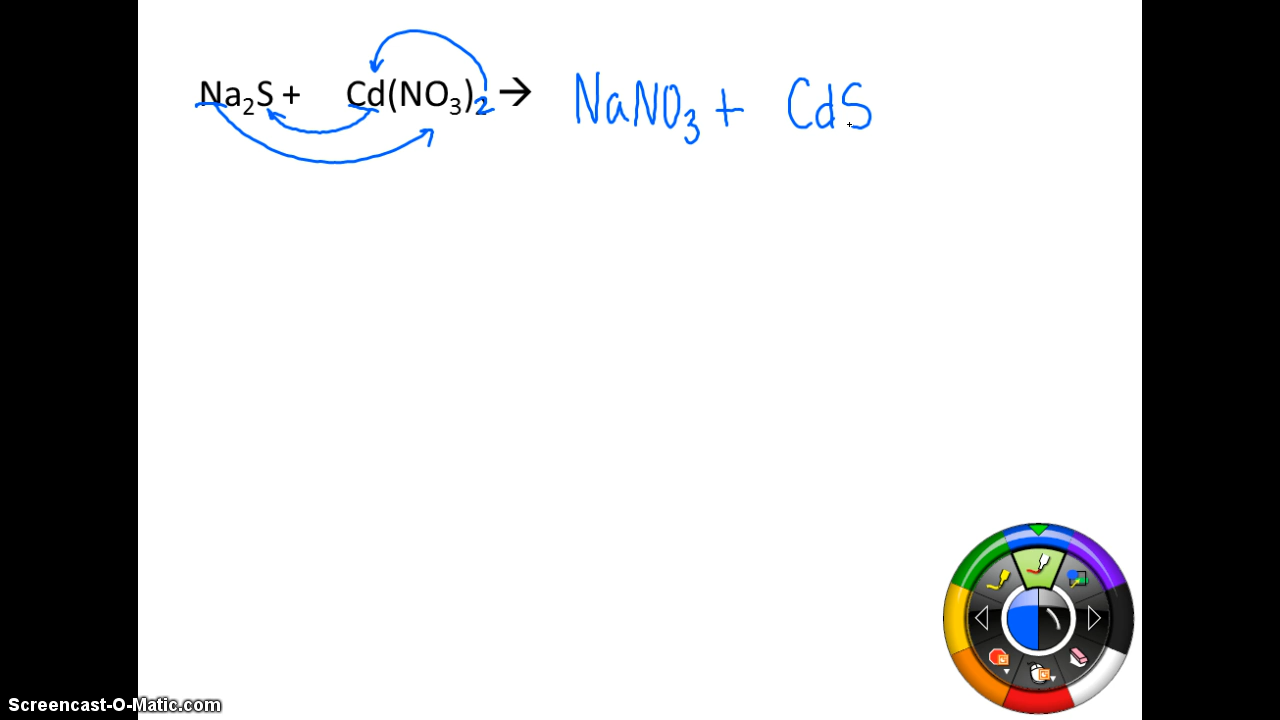 Na₂S + Cd(NO₃)₂ → NaNO₃ + CdS
Screencast-O-Matic.com